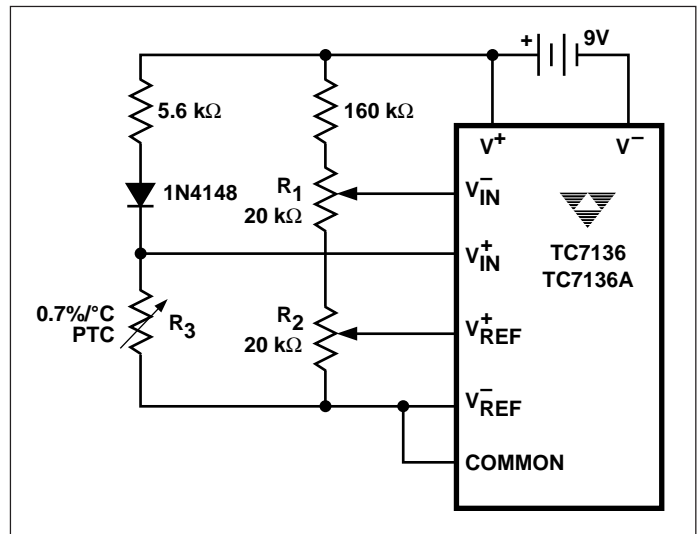 +
9V
5.6 kΩ
160 kΩ
V+
V−
1N4148
R1
20 kΩ
V−IN
V+IN
TC7136
TC7136A
0.7%/°C
PTC
R3
R2
20 kΩ
V+REF
V−REF
COMMON